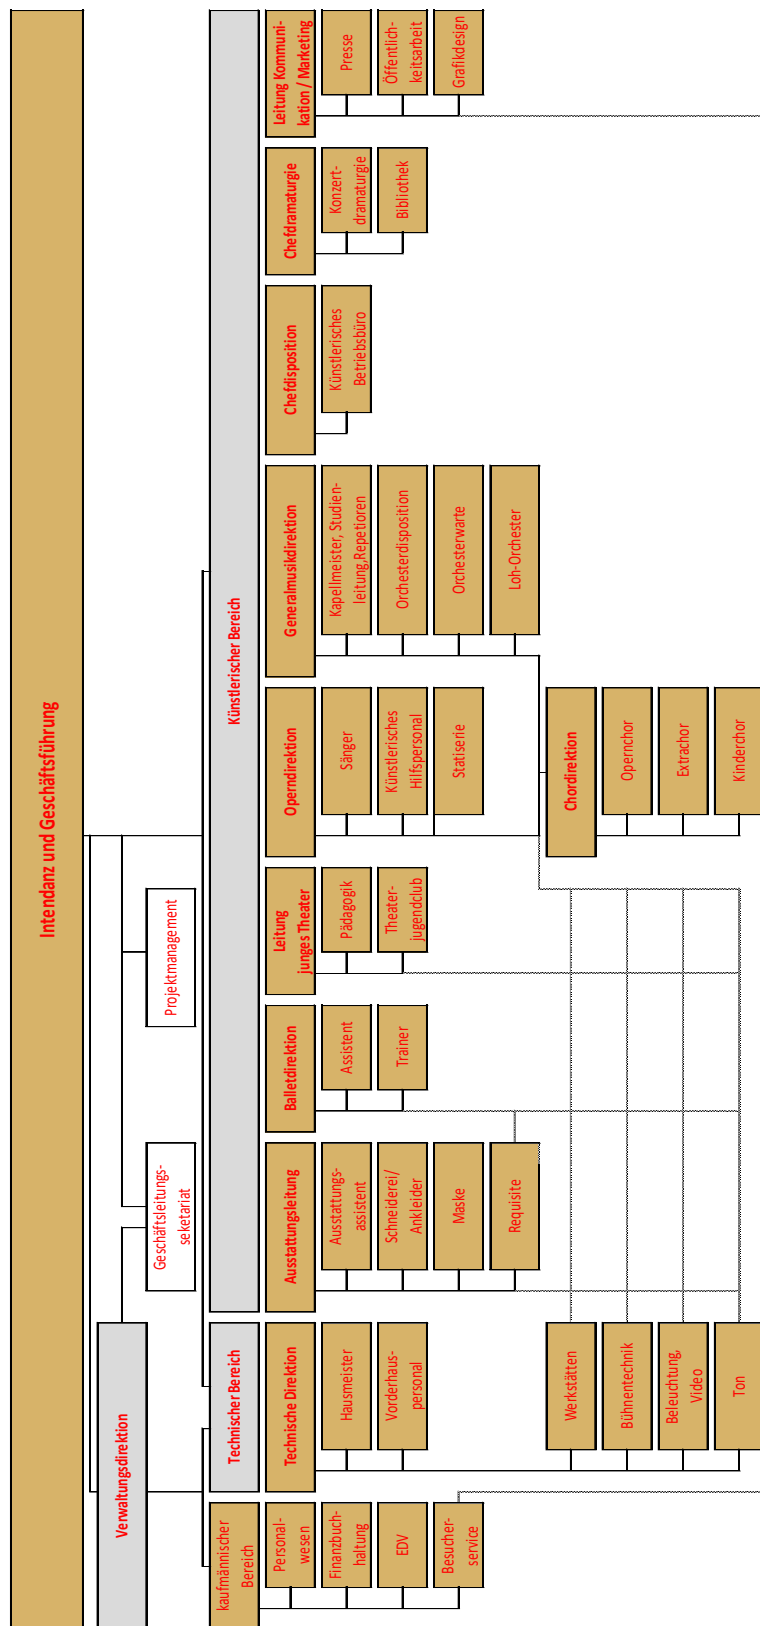 Intendanz und Geschäftsführung
Verwaltungsdirektion
Geschäftsleitungs-
seketariat
Projektmanagement
kaufmännischer
Bereich
Technischer Bereich
Künstlerischer Bereich
Personal-
wesen
Finanzbuch-
haltung
EDV
Besucher-
service
Technische Direktion
Hausmeister
Vorderhaus-
personal
Werkstätten
Bühnentechnik
Beleuchtung,
Video
Ton
Ausstattungsleitung
Ausstattungs-
assistent
Schneiderei/
Ankleider
Maske
Requisite
Balletdirektion
Assistent
Trainer
Leitung
junges Theater
Pädagogik
Theater-
jugendclub
Operndirektion
Sänger
Künstlerisches
Hilfspersonal
Statiserie
Generalmusikdirektion
Kapellmeister, Studien-
leitung,Repetioren
Orchesterdisposition
Orchesterwarte
Loh-Orchester
Chordirektion
Opernchor
Extrachor
Kinderchor
Chefdisposition
Künstlerisches
Betriebsbüro
Chefdramaturgie
Konzert-
dramaturgie
Bibliothek
Leitung Kommuni-
kation / Marketing
Presse
Öffentlich-
keitsarbeit
Grafikdesign